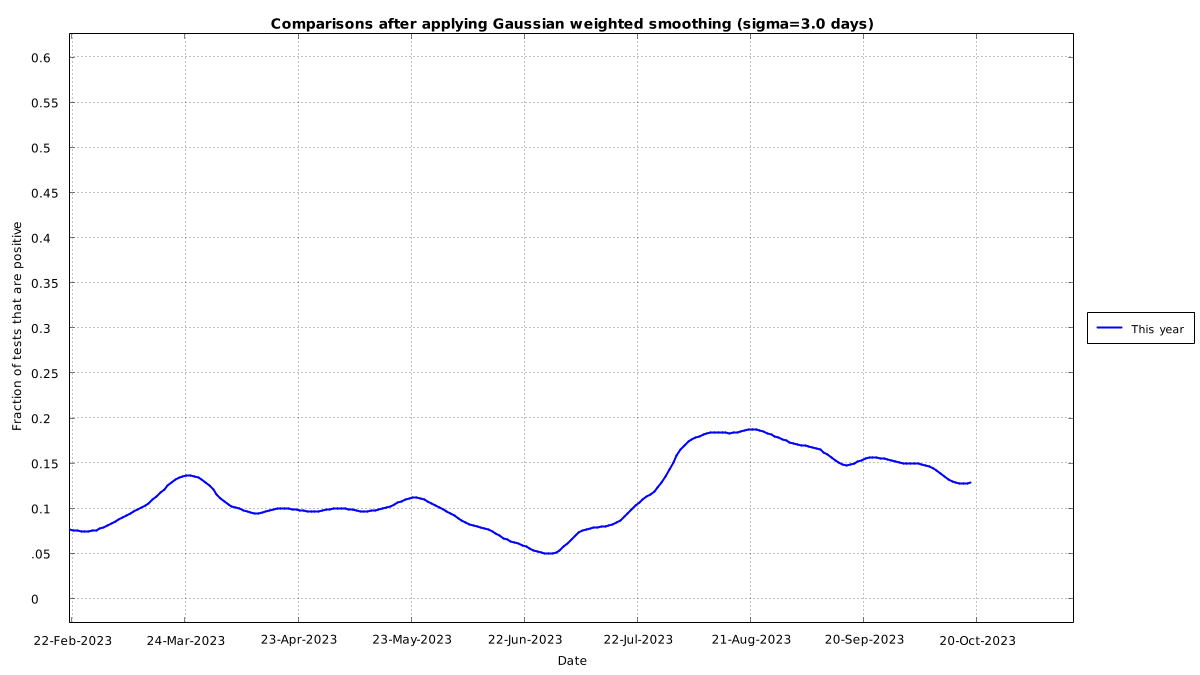 Comparisons after applying Gaussian weighted smoothing (sigma=3.0 days)
0.6
0.55
0.5
0.45
0.4
0.35
0.3
0.25
0.2
0.15
0.1
.05
0
Fraction of tests that are positive
22-Feb-2023 24-Mar-2023 23-Apr-2023 23-May-2023 22-Jun-2023 22-Jul-2023 21-Aug-2023 20-Sep-2023 20-Oct-2023
Date
This year